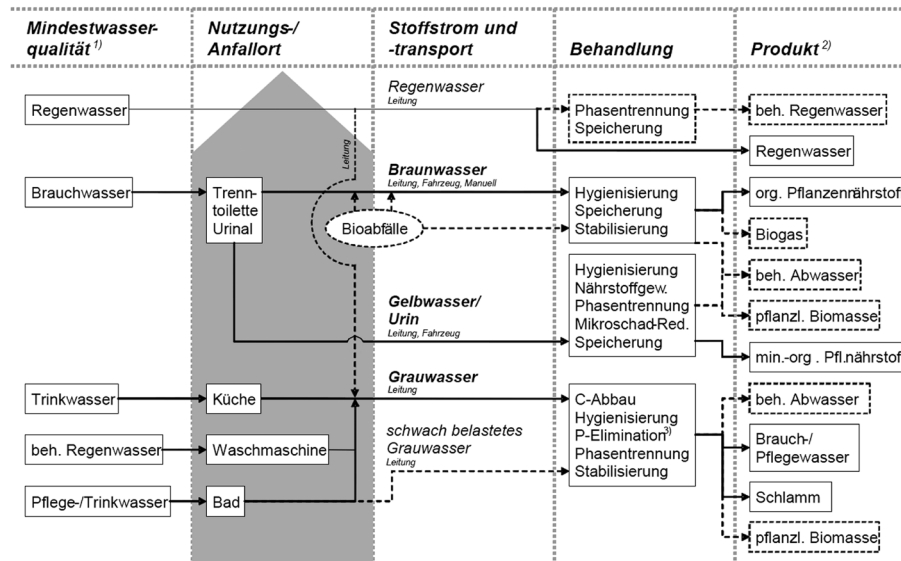 Mindestwasser-
qualität 1)
Nutzungs-/
Anfallort
Stoffstrom und
-transport
Behandlung
Produkt 2)
Regenwasser
Regenwasser
Leitung
Leitung
Phasentrennung
Speicherung
beh. Regenwasser
Regenwasser
Brauchwasser
Trenn-
toilette
Urinal
Braunwasser
Leitung, Fahrzeug, Manuell
Bioabfälle
Hygienisierung
Speicherung
Stabilisierung
org. Pflanzennährstoff
Biogas
beh. Abwasser
pflanzl. Biomasse
Gelbwasser/
Urin
Leitung, Fahrzeug
Hygienisierung
Nährstoffgew.
Phasentrennung
Mikroschad-Red.
Speicherung
min.-org . Pfl.nährstof
Trinkwasser
Küche
Grauwasser
Leitung
beh. Regenwasser
Waschmaschine
schwach belastetes
Grauwasser
Leitung
Pflege-/Trinkwasser
Bad
C-Abbau
Hygienisierung
P-Elimination3)
Phasentrennung
Stabilisierung
beh. Abwasser
Brauch-/
Pflegewasser
Schlamm
pflanzl. Biomasse